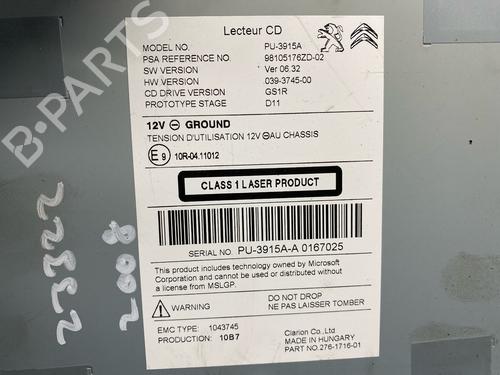 Lecteur CD
MODEL NO. PU-3915A
PSA REFERENCE NO. 98105176ZD-02
SW VERSION Ver 06.32
HW VERSION 039-3745-00
CD DRIVE VERSION GS1R
PROTOTYPE STAGE D11
12V ⊖ GROUND
TENSION D'UTILISATION 12V ⊖AU CHASSIS
E9 10R-04.11012
CLASS 1 LASER PRODUCT
SERIAL NO. PU-3915A-A 0167025
This product includes technology owned by Microsoft
Corporation and cannot be used or distributed without
a license from MSLGP.
WARNING
DO NOT DROP
NE PAS LAISSER TOMBER
EMC TYPE: 1043745
PRODUCTION: 10B7
Clarion Co.,Ltd
MADE IN HUNGARY
PART NO.276-1716-01
23322
2008
B-PARTS